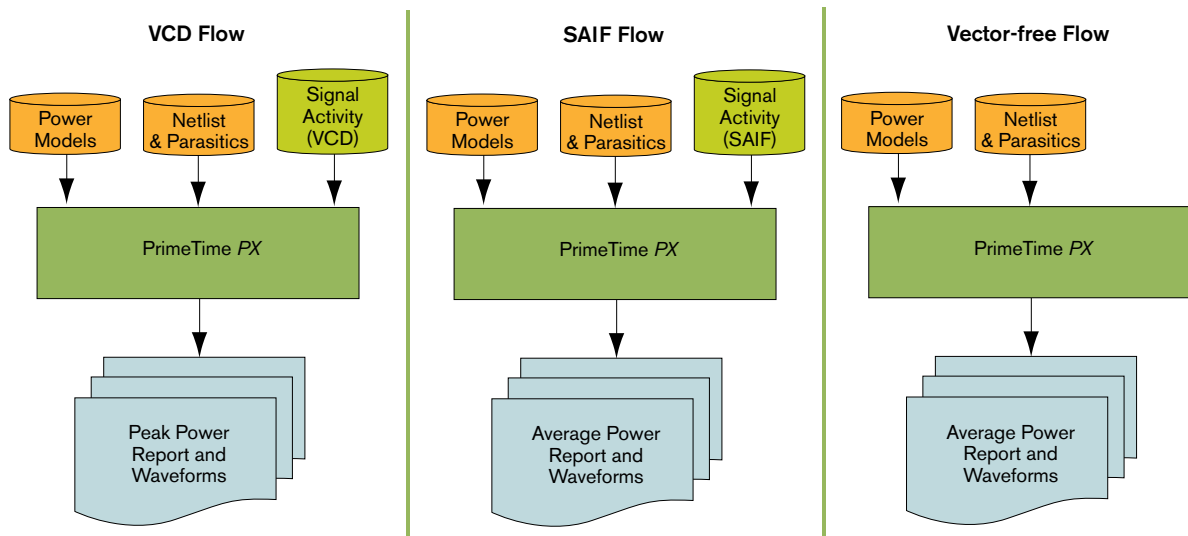 VCD Flow
Power
Models
Netlist
& Parasitics
Signal
Activity
(VCD)
PrimeTime PX
Peak Power
Report and
Waveforms
SAIF Flow
Power
Models
Netlist
& Parasitics
Signal
Activity
(SAIF)
PrimeTime PX
Average Power
Report and
Waveforms
Vector-free Flow
Power
Models
Netlist
& Parasitics
PrimeTime PX
Average Power
Report and
Waveforms